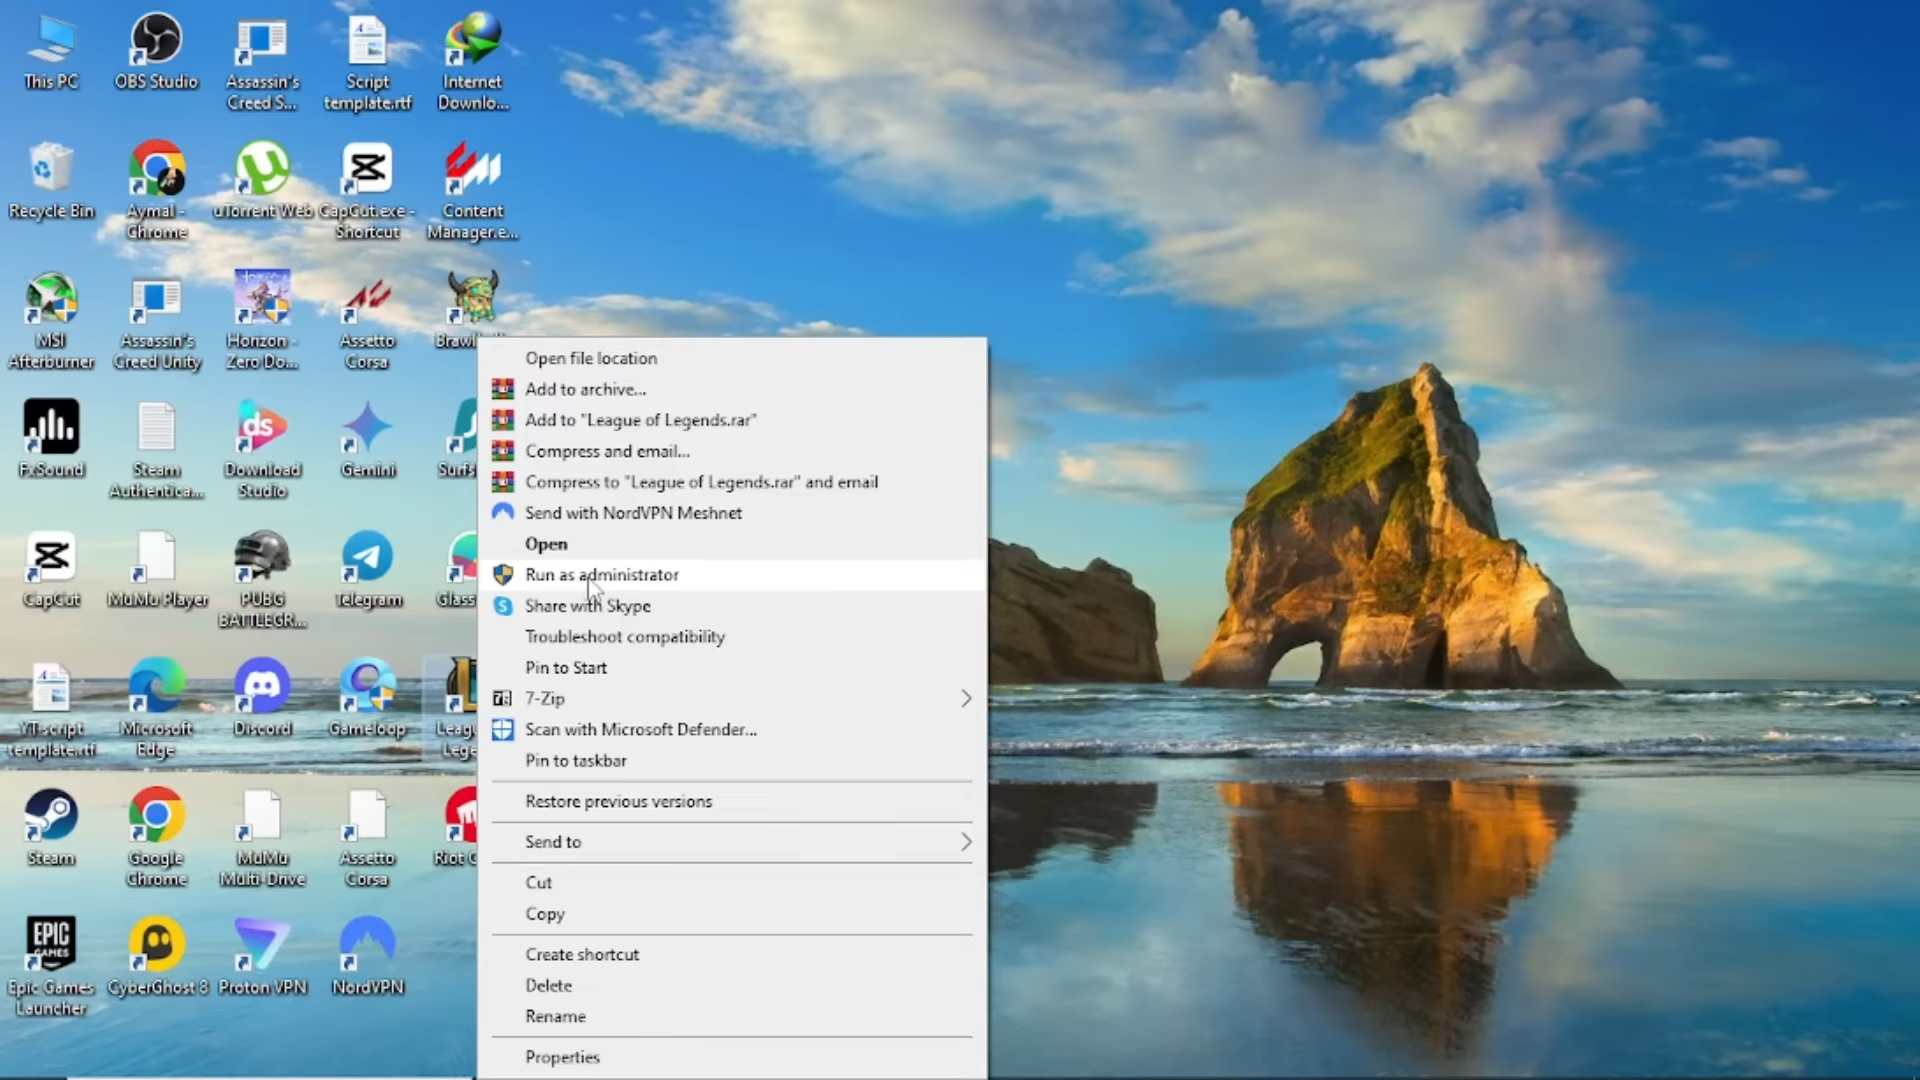 This PC
OBS Studio
Assassin's
Creed S...
Script
template.rtf
Internet
Downlo...
Recycle Bin
Aymal -
Chrome
uTorrent Web
CapCut.exe -
Shortcut
Content
Manager.e...
MSI
Afterburner
Assassin's
Creed Unity
Horizon -
Zero Do...
Assetto
Corsa
Brawl
FxSound
Steam
Authentica...
Download
Studio
Gemini
Surfs
CapCut
MuMu Player
PUBG
BATTLEGR...
Telegram
Glass
YT script
template.rtf
Microsoft
Edge
Discord
Gameloop
Leagu
Lege
Steam
Google
Chrome
MuMu
Multi-Drive
Assetto
Corsa
Riot C
EPIC
GAMES
Epic Games
Launcher
CyberGhost 8
Proton VPN
NordVPN
Open file location
Add to archive...
Add to "League of Legends.rar"
Compress and email...
Compress to "League of Legends.rar" and email
Send with NordVPN Meshnet
Open
Run as administrator
Share with Skype
Troubleshoot compatibility
Pin to Start
7-Zip
Scan with Microsoft Defender...
Pin to taskbar
Restore previous versions
Send to
Cut
Copy
Create shortcut
Delete
Rename
Properties